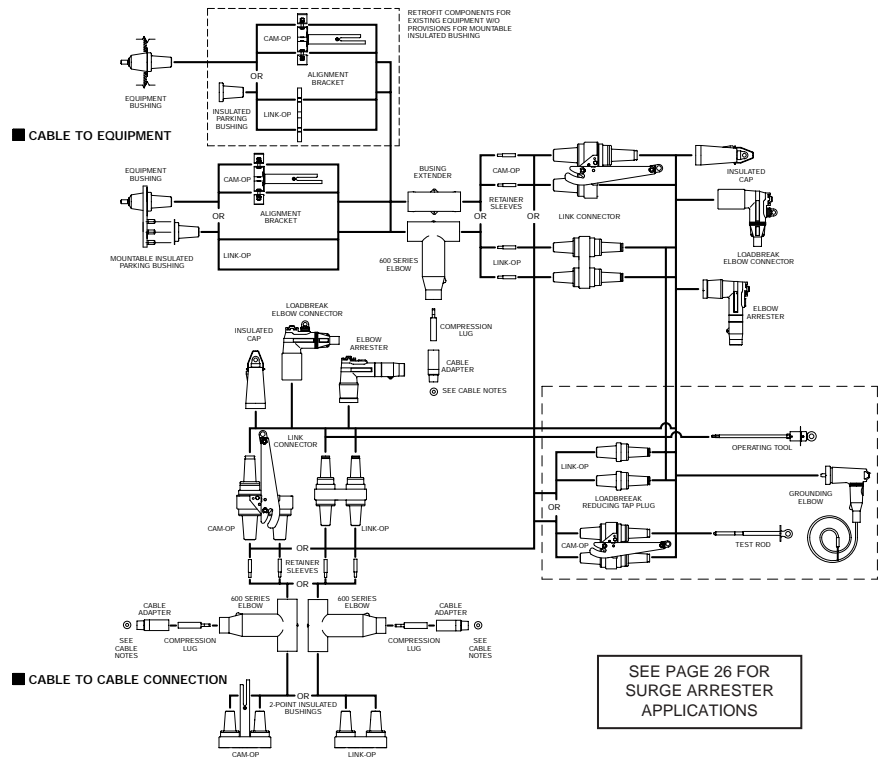 RETROFIT COMPONENTS FOR
EXISTING EQUIPMENT W/O
PROVISIONS FOR MOUNTABLE
INSULATED BUSHING
CAM-OP
OR
ALIGNMENT
BRACKET
EQUIPMENT
BUSHING
INSULATED
PARKING
BUSHING
LINK-OP
■ CABLE TO EQUIPMENT
EQUIPMENT
BUSHING
CAM-OP
OR
ALIGNMENT
BRACKET
MOUNTABLE INSULATED
PARKING BUSHING
LINK-OP
BUSING
EXTENDER
600 SERIES
ELBOW
COMPRESSION
LUG
CABLE
ADAPTER
SEE CABLE NOTES
CAM-OP
RETAINER
SLEEVES
OR
OR
LINK CONNECTOR
LINK-OP
INSULATED
CAP
LOADBREAK
ELBOW CONNECTOR
ELBOW
ARRESTER
LOADBREAK
ELBOW CONNECTOR
INSULATED
CAP
ELBOW
ARRESTER
LINK
CONNECTOR
CAM-OP
LINK-OP
OR
RETAINER
SLEEVES
OR
OPERATING TOOL
LINK-OP
LOADBREEAK
REDUCING TAP PLUG
OR
CAM-OP
GROUNDING
ELBOW
TEST ROD
CABLE
ADAPTER
600 SERIES
ELBOW
600 SERIES
ELBOW
CABLE
ADAPTER
SEE
CABLE
NOTES
COMPRESSION
LUG
COMPRESSION
LUG
SEE
CABLE
NOTES
■ CABLE TO CABLE CONNECTION
OR
2-POINT INSULATED
BUSHINGS
CAM-OP
LINK-OP
SEE PAGE 26 FOR
SURGE ARRESTER
APPLICATIONS